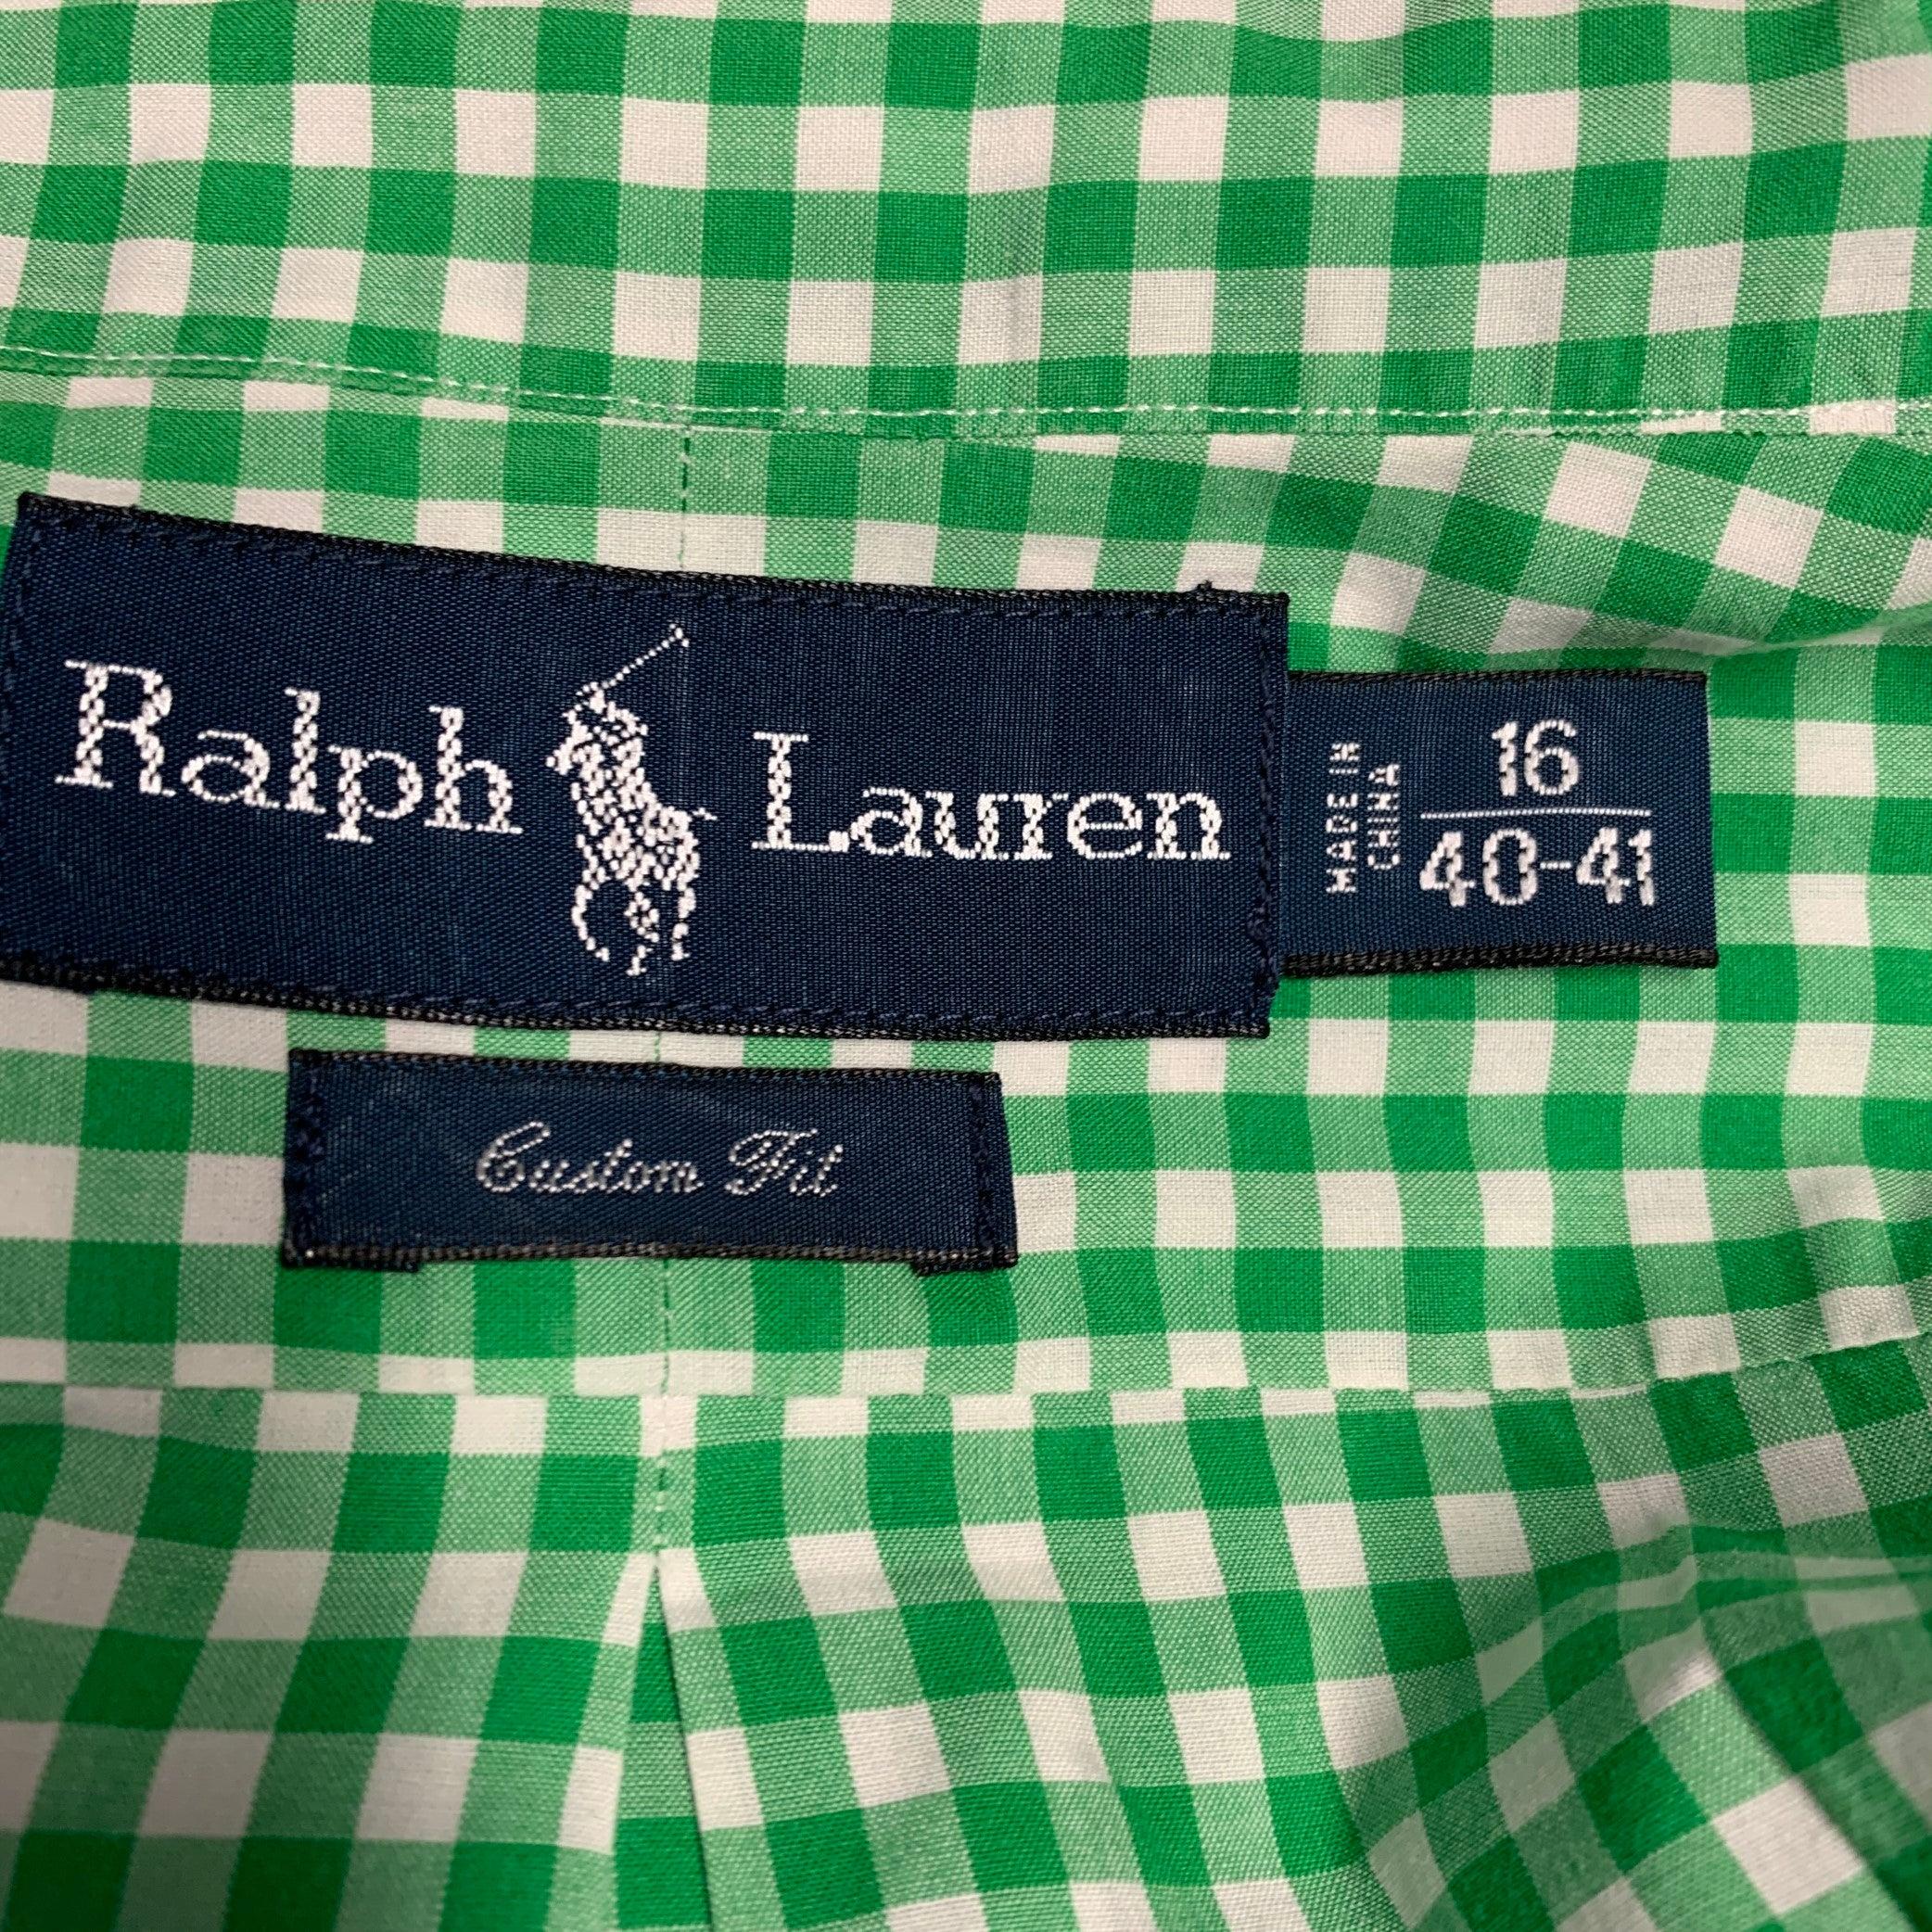 Ralph Lauren
MADE IN
CHINA
16
40-41
Custom Fit